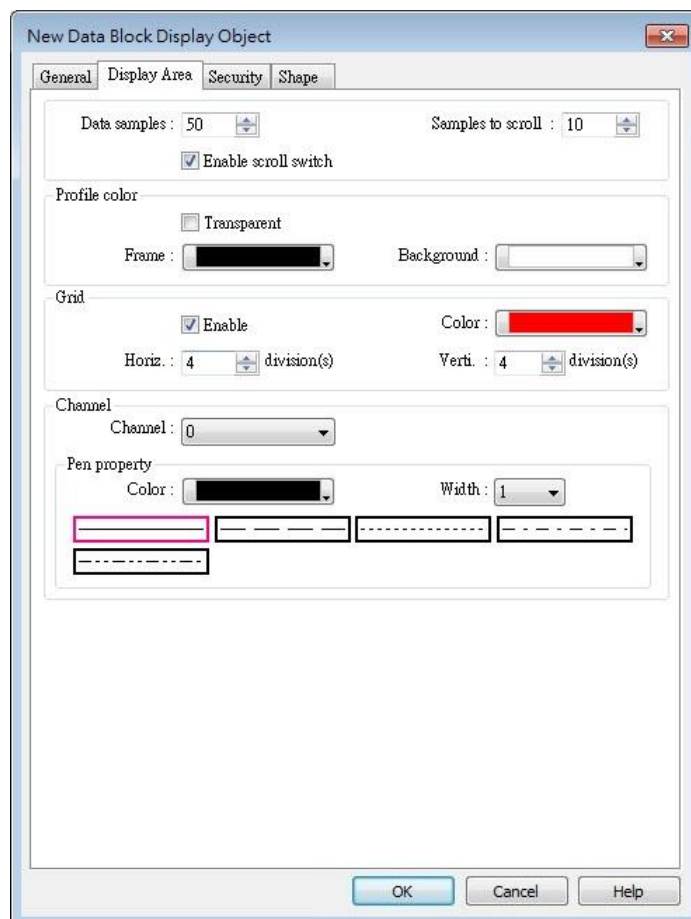 New Data Block Display Object
General Display Area Security Shape
Data samples : 50 Samples to scroll : 10
Enable scroll switch
Profile color
Transparent
Frame : Background :
Grid
Enable Color :
Horiz. : 4 division(s) Verti. : 4 division(s)
Channel
Channel : 0
Pen property
Color : Width : 1
OK Cancel Help